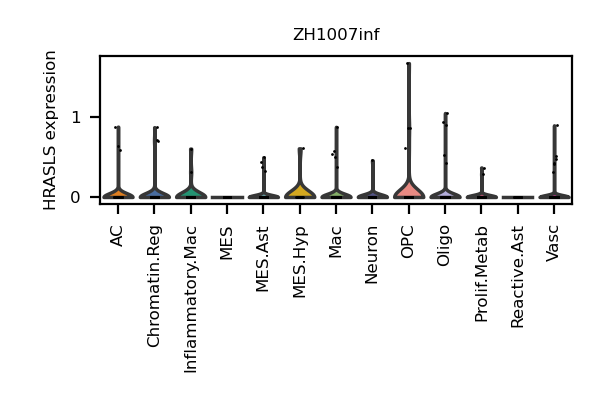 ZH1007inf
HRASLS expression
1
0
AC
Chromatin.Reg
Inflammatory.Mac
MES
MES.Ast
MES.Hyp
Mac
Neuron
OPC
Oligo
Prolif.Metab
Reactive.Ast
Vasc